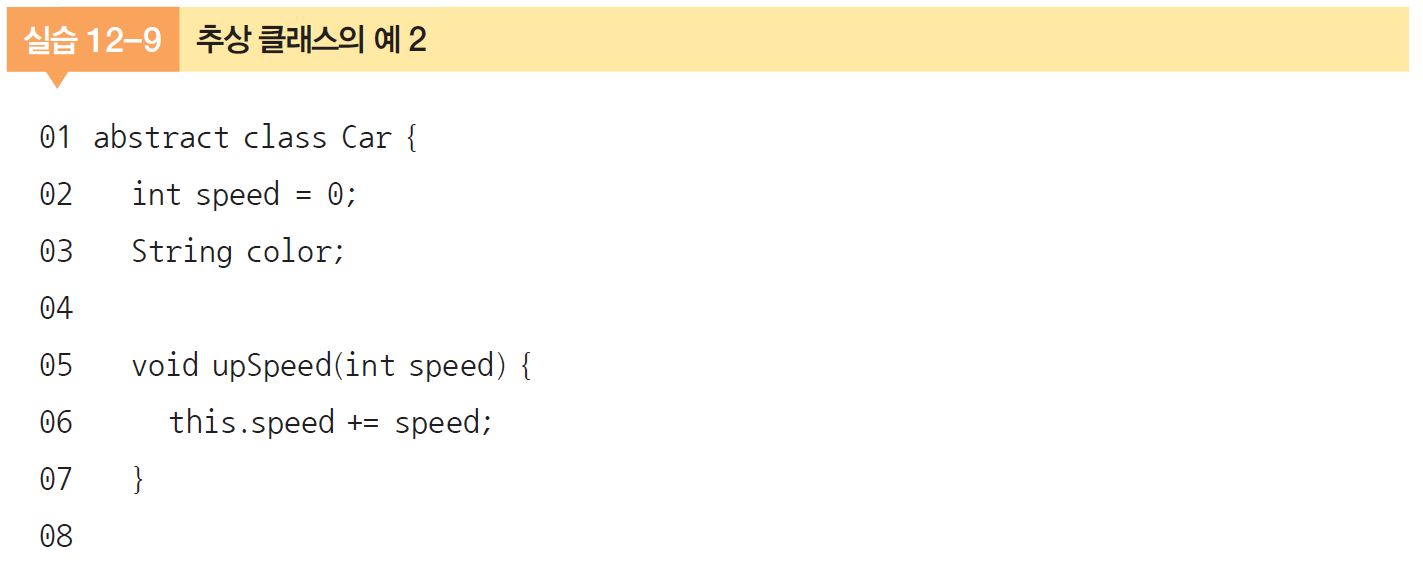 실습 12-9 추상 클래스의 예 2
01 abstract class Car {
02 int speed = 0;
03 String color;
04
05 void upSpeed(int speed) {
06 this.speed += speed;
07 }
08